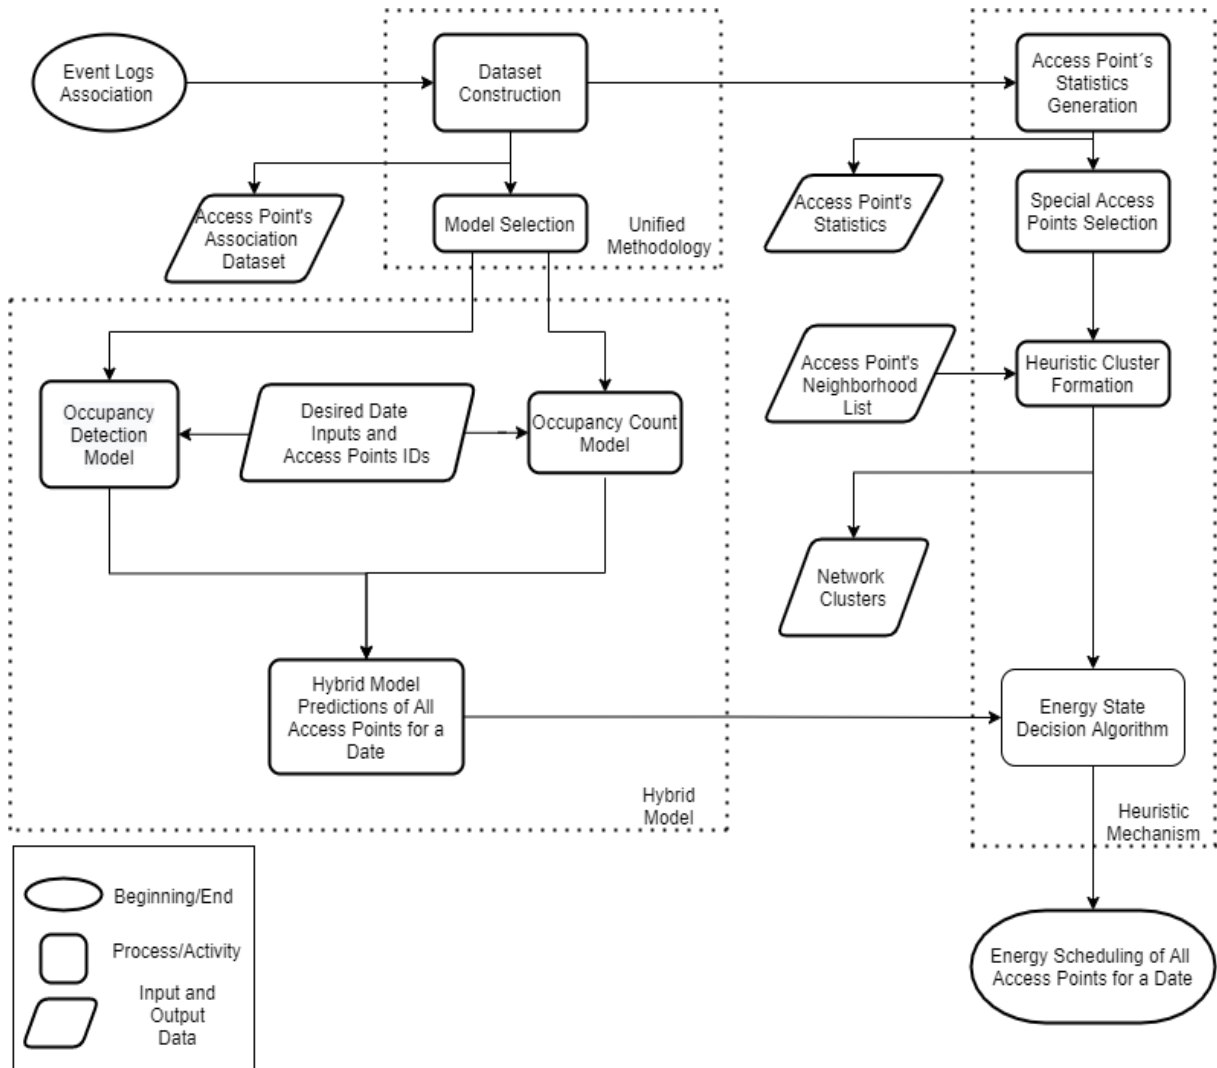 Event Logs
Association
Dataset
Construction
Access Point´s
Statistics
Generation
Access Point's
Association
Dataset
Model Selection
Unified
Methodology
Access Point's
Statistics
Special Access
Points Selection
Occupancy
Detection
Model
Desired Date
Inputs and
Access Points IDs
Occupancy Count
Model
Access Point's
Neighborhood
List
Heuristic Cluster
Formation
Network
Clusters
Hybrid Model
Predictions of All
Access Points for a
Date
Energy State
Decision Algorithm
Hybrid
Model
Heuristic
Mechanism
Beginning/End
Process/Activity
Input and
Output
Data
Energy Scheduling of All
Access Points for a Date